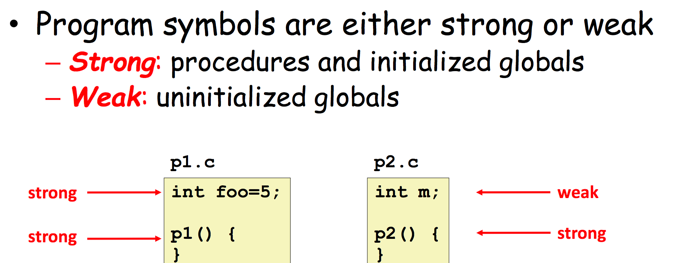 • Program symbols are either strong or weak
– Strong: procedures and initialized globals
– Weak: uninitialized globals
p1.c
p2.c
strong
int foo=5;
int m;
weak
strong
p1() {
p2() {
strong
}
}